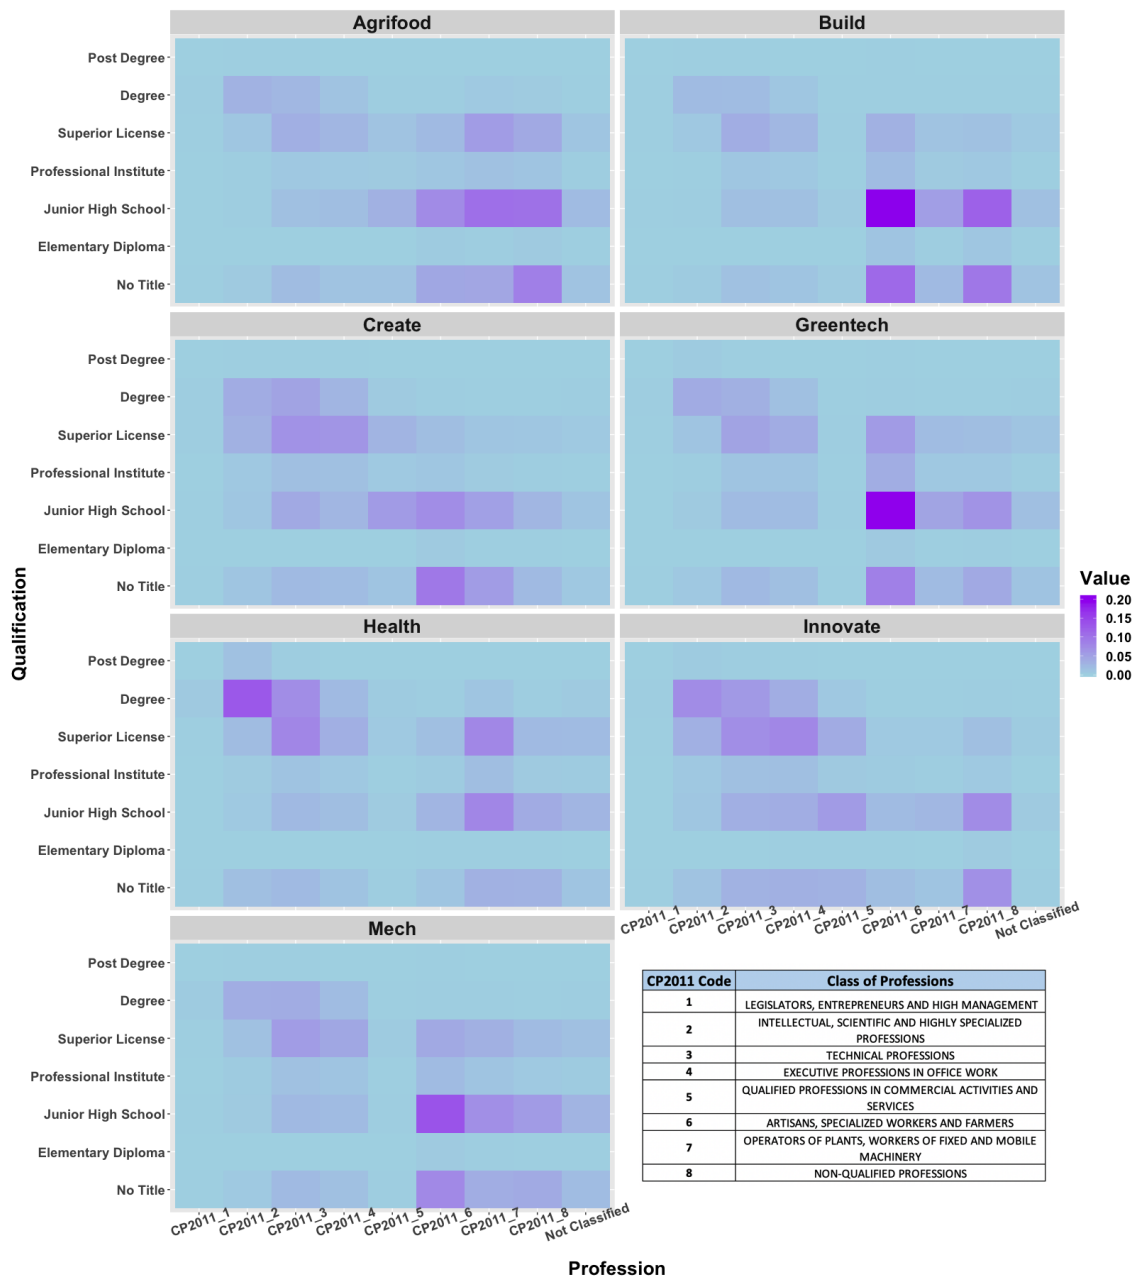 Agrifood
Build
Post Degree
Degree
Superior License
Professional Institute
Junior High School
Elementary Diploma
No Title
Create
Greentech
Post Degree
Degree
Superior License
Professional Institute
Junior High School
Elementary Diploma
No Title
Health
Innovate
Post Degree
Degree
Superior License
Professional Institute
Junior High School
Elementary Diploma
No Title
CP2011_1
CP2011_2
CP2011_3
CP2011_4
CP2011_5
CP2011_6
CP2011_7
CP2011_8
Not Classified
Mech
Post Degree
Degree
Superior License
Professional Institute
Junior High School
Elementary Diploma
No Title
CP2011_1
CP2011_2
CP2011_3
CP2011_4
CP2011_5
CP2011_6
CP2011_7
CP2011_8
Not Classified
Qualification
Profession
Value
0.20
0.15
0.10
0.05
0.00
CP2011 Code Class of Professions
1 LEGISLATORS, ENTREPRENEURS AND HIGH MANAGEMENT
2 INTELLECTUAL, SCIENTIFIC AND HIGHLY SPECIALIZED
PROFESSIONS
3 TECHNICAL PROFESSIONS
4 EXECUTIVE PROFESSIONS IN OFFICE WORK
5 QUALIFIED PROFESSIONS IN COMMERCIAL ACTIVITIES AND
SERVICES
6 ARTISANS, SPECIALIZED WORKERS AND FARMERS
7 OPERATORS OF PLANTS, WORKERS OF FIXED AND MOBILE
MACHINERY
8 NON-QUALIFIED PROFESSIONS